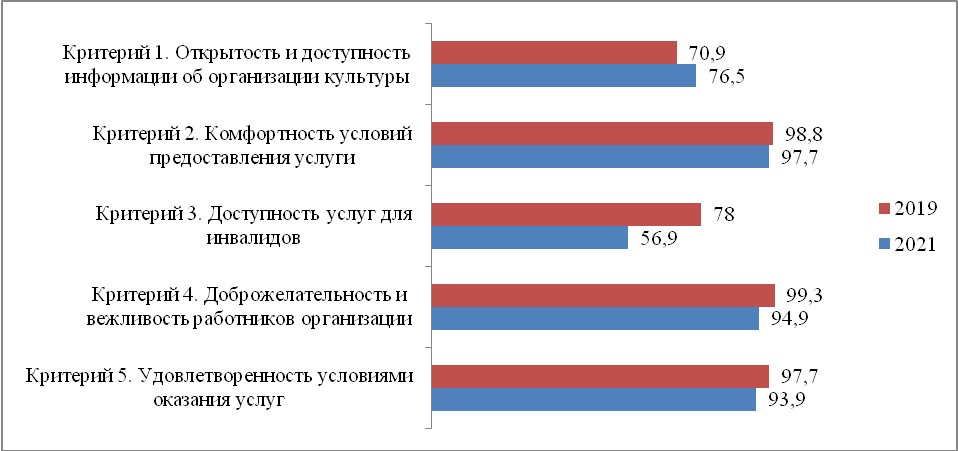 Критерий 1. Открытость и доступность
информации об организации культуры
70,9
76,5
Критерий 2. Комфортность условий
предоставления услуги
98,8
97,7
Критерий 3. Доступность услуг для
инвалидов
78
56,9
Критерий 4. Доброжелательность и
вежливость работников организации
99,3
94,9
Критерий 5. Удовлетворенность условиями
оказания услуг
97,7
93,9
2019
2021